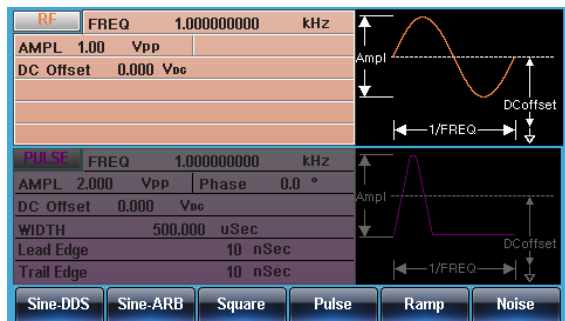 RF FREQ 1.000000000 kHz
AMPL 1.00 Vpp
DC Offset 0.000 VDC
Ampl
DCoffset
1/FREQ
PULSE FREQ 1.000000000 kHz
AMPL 2.000 Vpp Phase 0.0 °
DC Offset 0.000 VDC
WIDTH 500.000 uSec
Lead Edge 10 nSec
Trail Edge 10 nSec
Ampl
DCoffset
1/FREQ
Sine-DDS Sine-ARB Square Pulse Ramp Noise